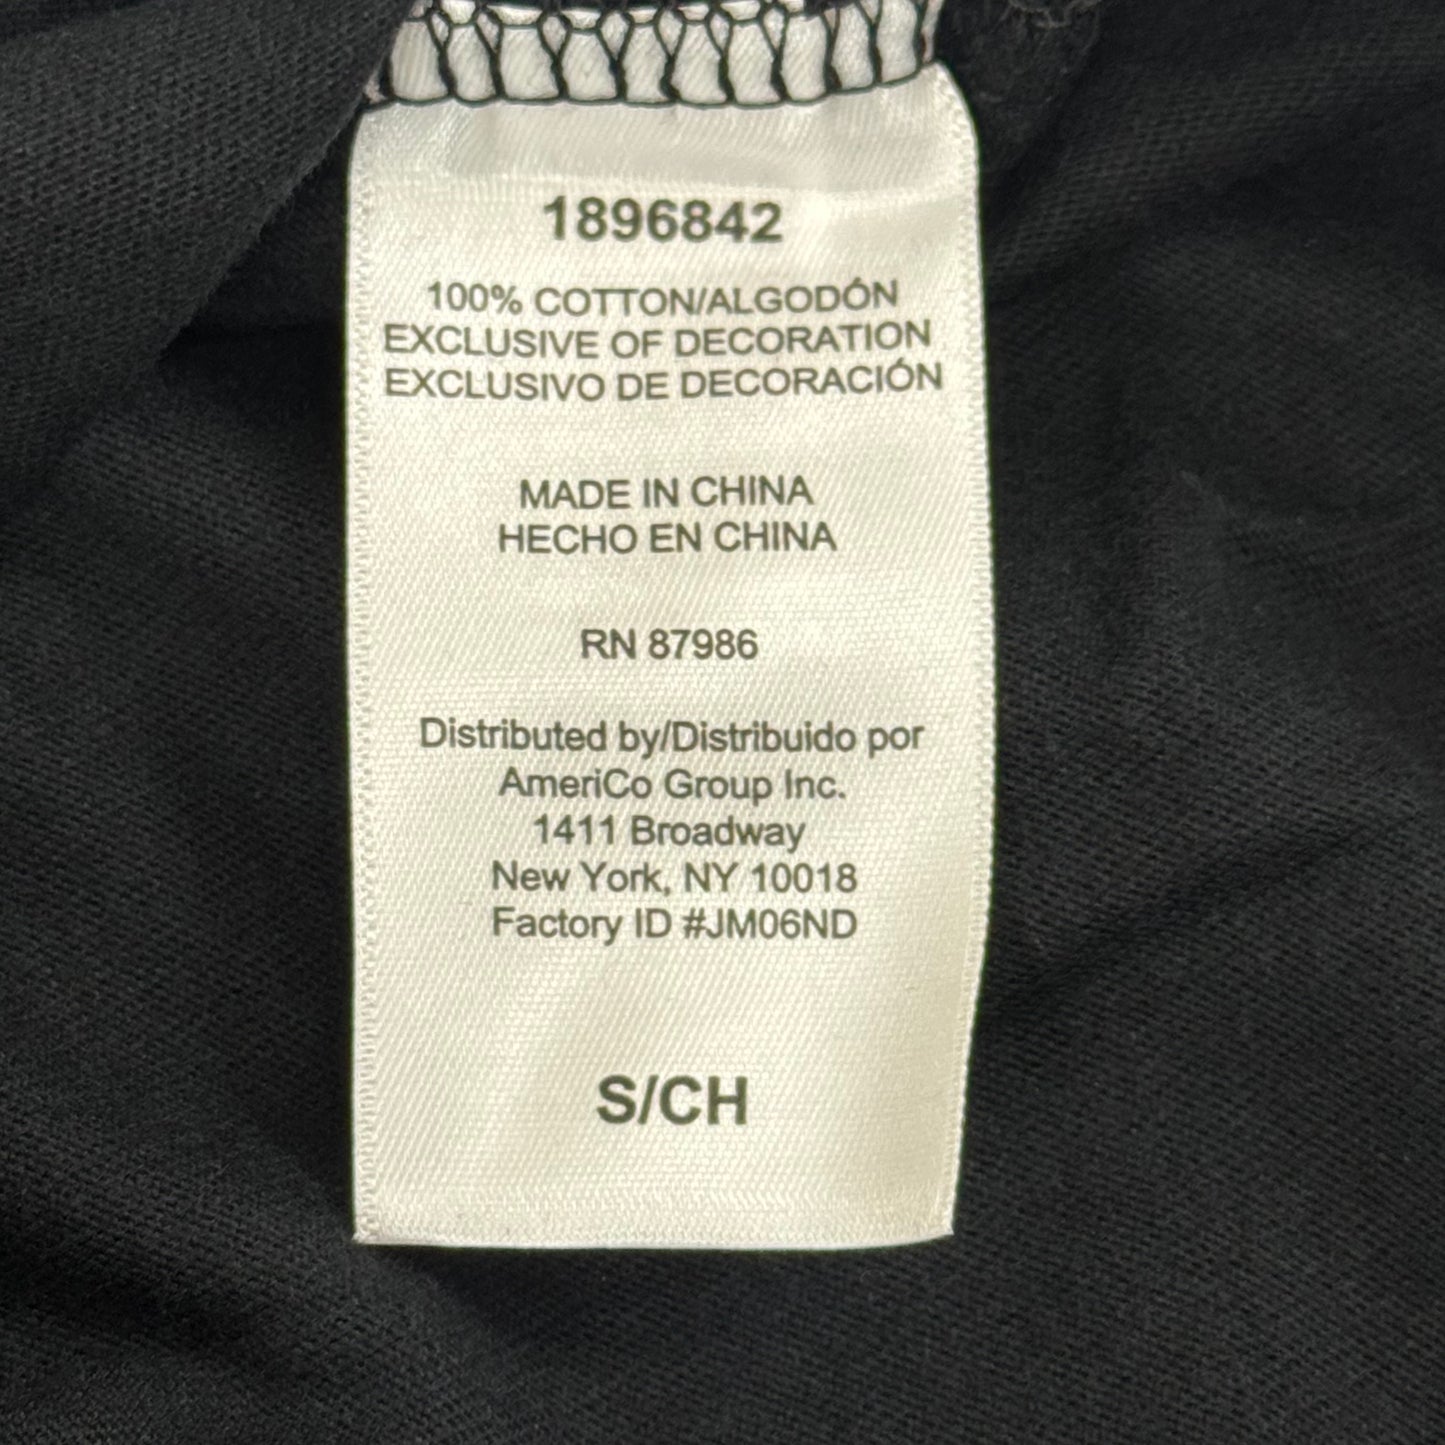 1896842
100% COTTON/ALGODÓN
EXCLUSIVE OF DECORATION
EXCLUSIVO DE DECORACIÓN
MADE IN CHINA
HECHO EN CHINA
RN 87986
Distributed by/Distribuido por
AmeriCo Group Inc.
1411 Broadway
New York, NY 10018
Factory ID #JM06ND
S/CH